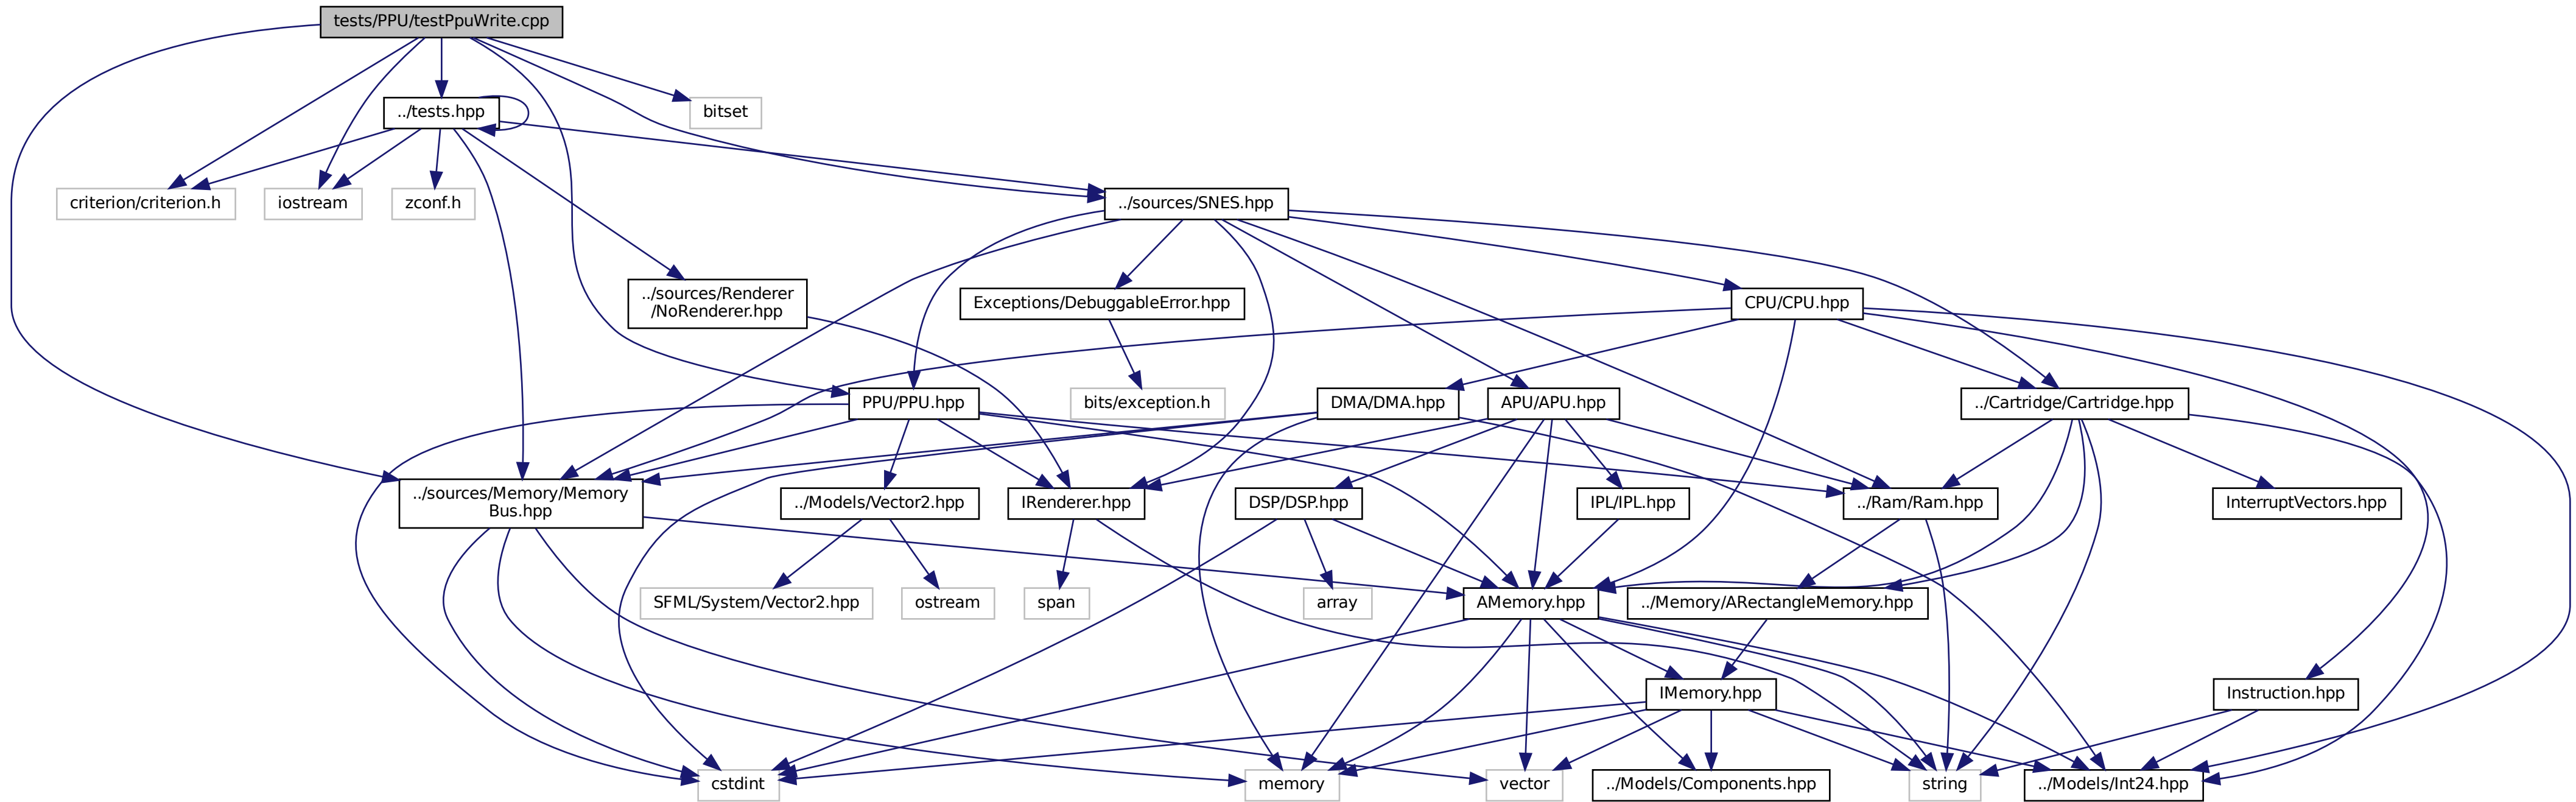 tests/PPU/testPpuWrite.cpp
../tests.hpp
bitset
criterion/criterion.h
iostream
zconf.h
../sources/SNES.hpp
../sources/Renderer
/NoRenderer.hpp
Exceptions/DebuggableError.hpp
CPU/CPU.hpp
PPU/PPU.hpp
bits/exception.h
DMA/DMA.hpp
APU/APU.hpp
../Cartridge/Cartridge.hpp
../sources/Memory/Memory
Bus.hpp
../Models/Vector2.hpp
IRenderer.hpp
DSP/DSP.hpp
IPL/IPL.hpp
../Ram/Ram.hpp
InterruptVectors.hpp
SFML/System/Vector2.hpp
ostream
span
array
AMemory.hpp
../Memory/ARectangleMemory.hpp
IMemory.hpp
Instruction.hpp
cstdint
memory
vector
../Models/Components.hpp
string
../Models/Int24.hpp